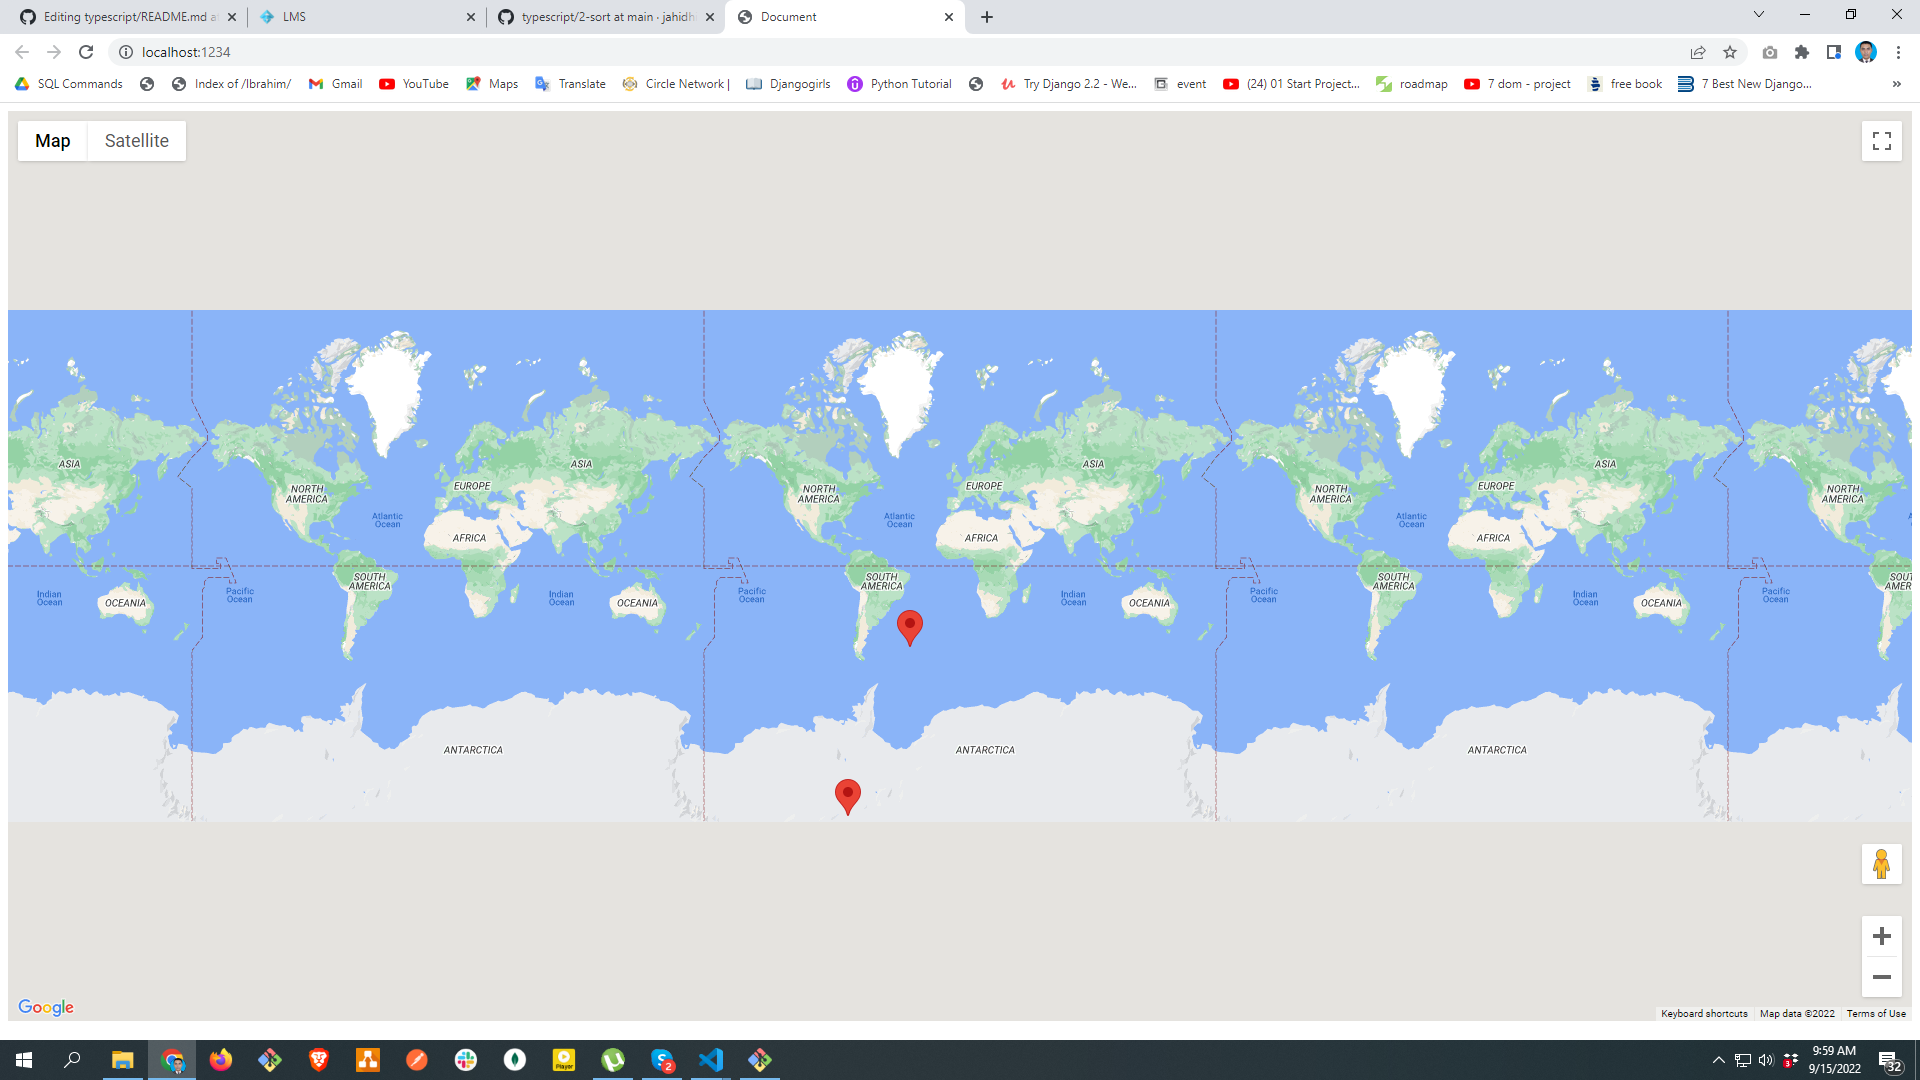 Editing typescript/README.md a
LMS
typescript/2-sort at main · jahidh
Document
localhost:1234
SQL Commands
Index of /Ibrahim/
Gmail
YouTube
Maps
Translate
Circle Network |
Djangogirls
Python Tutorial
Try Django 2.2 - We...
event
(24) 01 Start Project...
roadmap
7 dom - project
free book
7 Best New Django...
»
Map
Satellite
ASIA
ASIA
ASIA
ASIA
EUROPE
EUROPE
EUROPE
NORTH
AMERICA
NORTH
AMERICA
NORTH
AMERICA
NORTH
AMERICA
Atlantic
Ocean
Atlantic
Ocean
Atlantic
Ocean
AFRICA
AFRICA
AFRICA
SOUTH
AMERICA
SOUTH
AMERICA
SOUTH
AMERICA
SOUT
AMER
Indian
Ocean
OCEANIA
Pacific
Ocean
Indian
Ocean
OCEANIA
Pacific
Ocean
Indian
Ocean
OCEANIA
Pacific
Ocean
Indian
Ocean
OCEANIA
Pacific
Ocean
ANTARCTICA
ANTARCTICA
ANTARCTICA
Google
Keyboard shortcuts
Map data ©2022
Terms of Use
Player
2
3
9:59 AM
9/15/2022
32